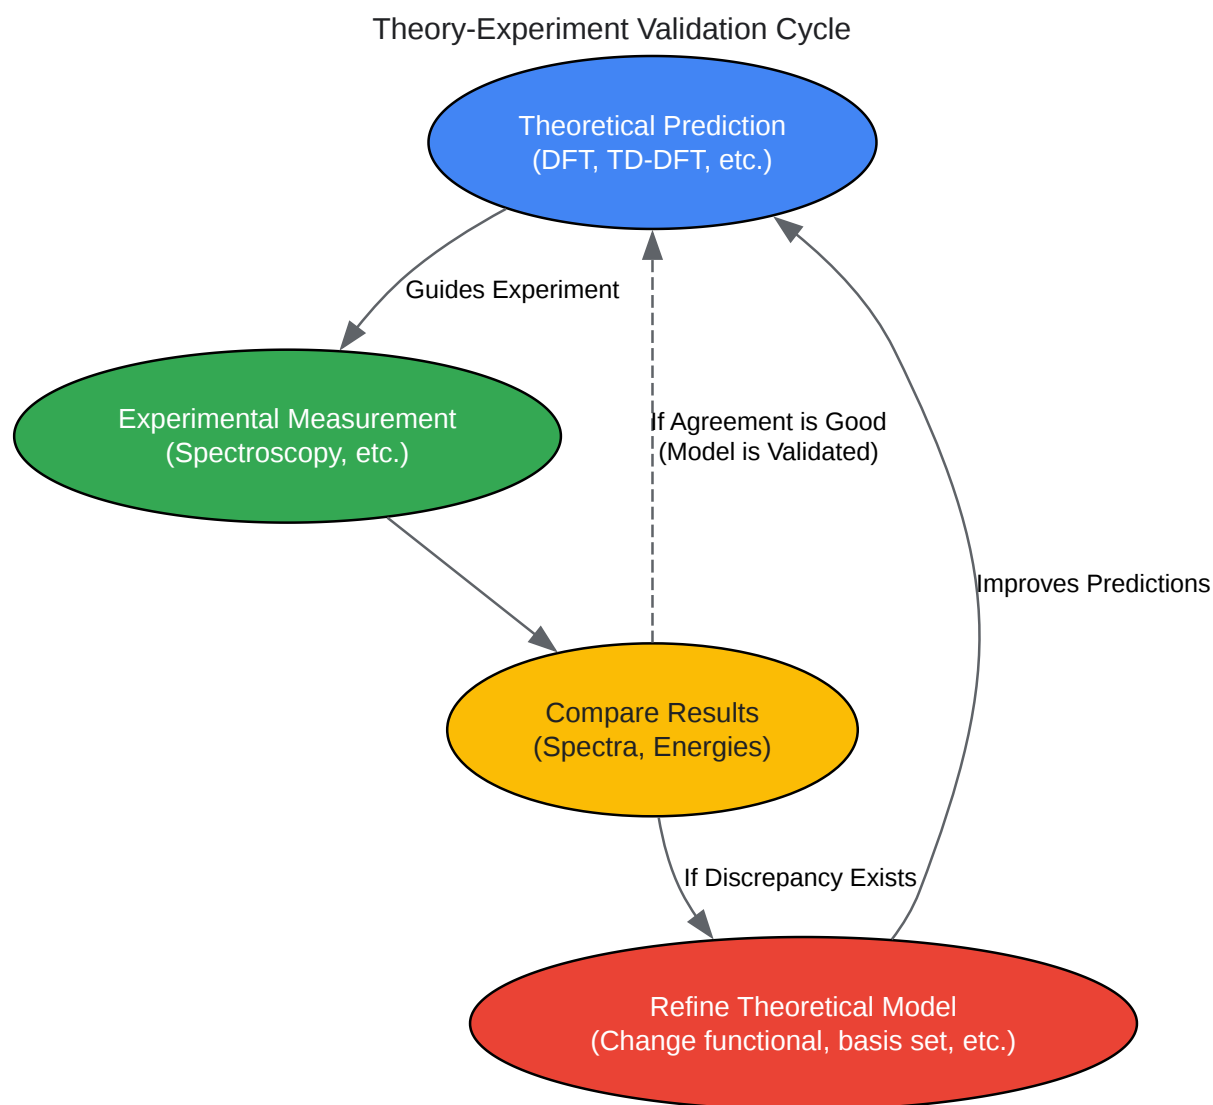 Theory-Experiment Validation Cycle
Theoretical Prediction
(DFT, TD-DFT, etc.)
Guides Experiment
Experimental Measurement
(Spectroscopy, etc.)
If Agreement is Good
(Model is Validated)
Improves Predictions
Compare Results
(Spectra, Energies)
If Discrepancy Exists
Refine Theoretical Model
(Change functional, basis set, etc.)